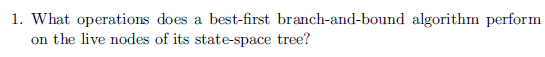 1. What operations does a best-first branch-and-bound algorithm perform
on the live nodes of its state-space tree?